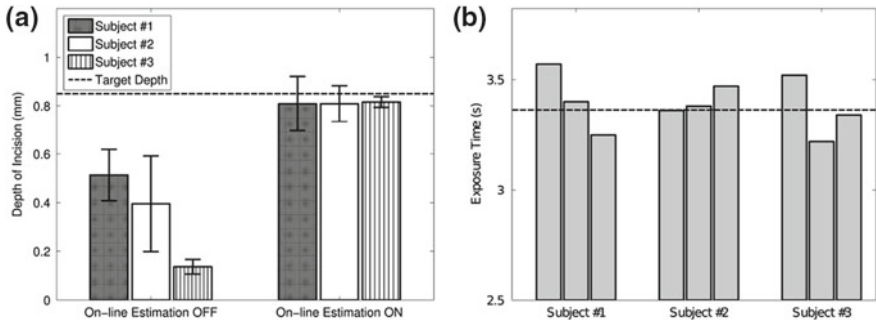 (a)
Subject #1
Subject #2
Subject #3
Target Depth
Depth of Incision (mm)
1
0.8
0.6
0.4
0.2
0
On-line Estimation OFF
On-line Estimation ON
(b)
Exposure Time (s)
3.5
3
2.5
Subject #1
Subject #2
Subject #3